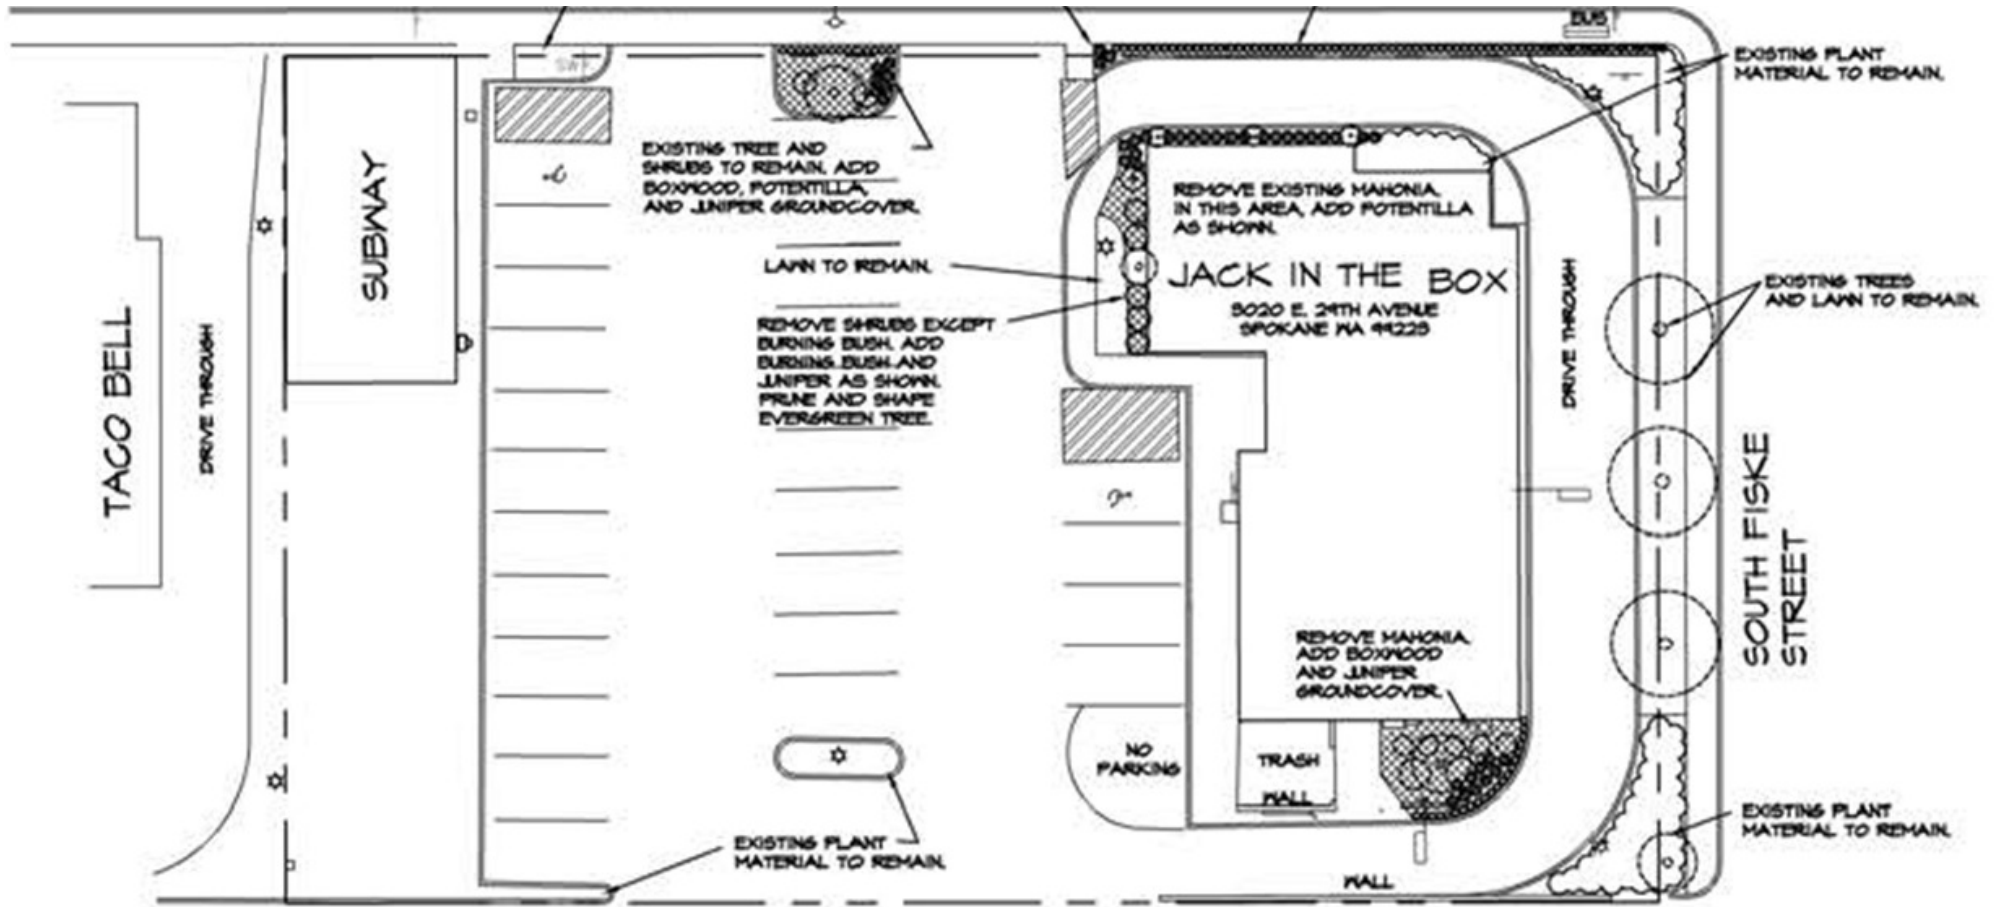 BUS
EXISTING PLANT
MATERIAL TO REMAIN.
EXISTING TREE AND
SHRUBS TO REMAIN. ADD
BOXWOOD, POTENTILLA,
AND JUNIPER GROUNDCOVER.
SUBWAY
REMOVE EXISTING MAHONIA
IN THIS AREA, ADD POTENTILLA
AS SHOWN.
LAWN TO REMAIN.
JACK IN THE BOX
3020 E. 29TH AVENUE
SPOKANE WA 99223
EXISTING TREES
AND LAWN TO REMAIN.
TACO BELL
DRIVE THROUGH
REMOVE SHRUBS EXCEPT
BURNING BUSH. ADD
BURNING BUSH AND
JUNIPER AS SHOWN.
PRUNE AND SHAPE
EVERGREEN TREE.
DRIVE THROUGH
SOUTH FISKE
STREET
REMOVE MAHONIA.
ADD BOXWOOD
AND JUNIPER
GROUNDCOVER.
NO
PARKING
TRASH
WALL
EXISTING PLANT
MATERIAL TO REMAIN.
EXISTING PLANT
MATERIAL TO REMAIN.
WALL